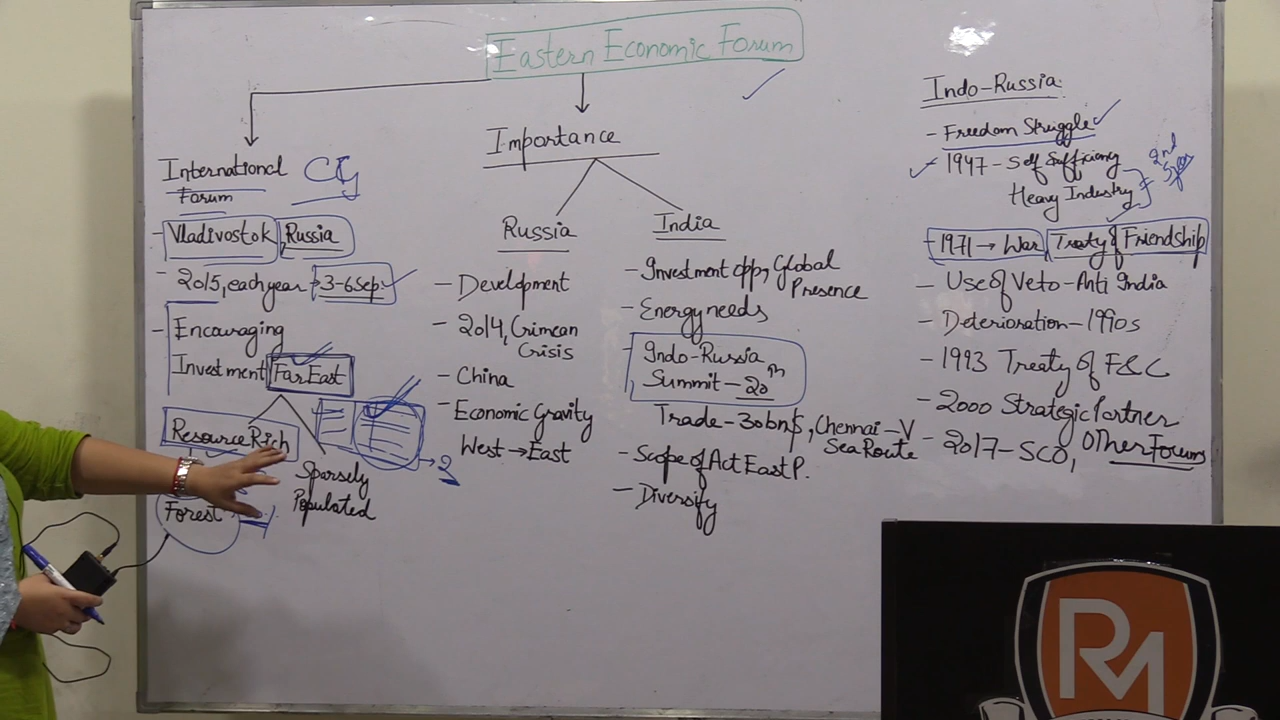 Eastern Economic Forum
International
Forum
Vladivostok, Russia
- 2015, each year → 3-6 Sep
- Encouraging
Investment Far East
Resource Rich
Sparsely
Populated
Forest
2
Importance
Russia
- Development
- 2014, Crimean
Crisis
- China
- Economic Gravity
West → East
India
- Investment opp, Global
Presence
- Energy needs
- Indo-Russia
Summit - 20th
Trade - 30bn$, Chennai-V
Sea Route
- Scope of Act East P.
- Diversify
Indo-Russia
- Freedom Struggle
- 1947 - Self Sufficiency
Heavy Industry
2nd
- 1971 → War, Treaty of Friendship
- Use of Veto - Anti India
- Deterioration - 1990s
- 1993 Treaty of F&C
- 2000 Strategic Partner
- 2017 - SCO, Other Forums
RM